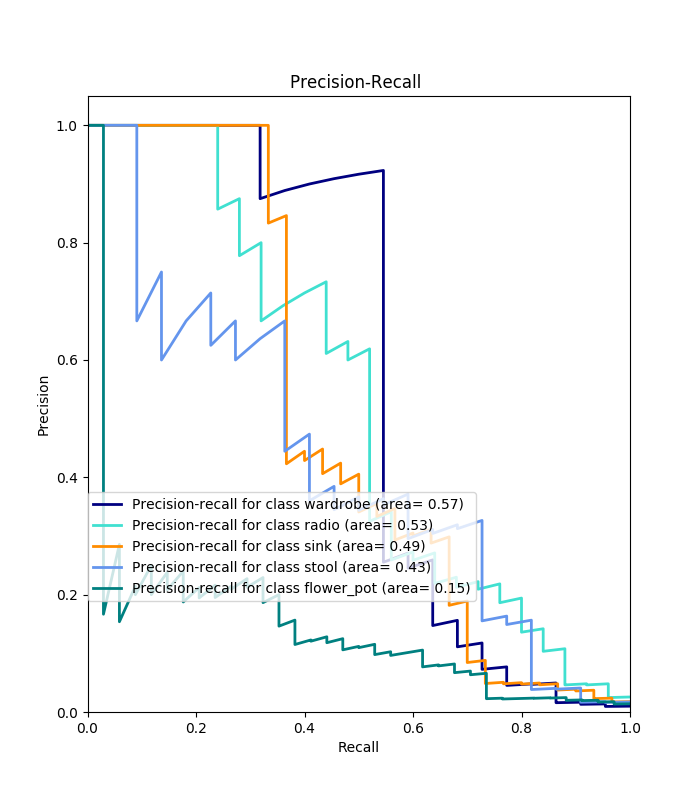 Precision-Recall
1.0
0.8
0.6
0.4
0.2
0.0
Precision
Precision-recall for class wardrobe (area= 0.57)
Precision-recall for class radio (area= 0.53)
Precision-recall for class sink (area= 0.49)
Precision-recall for class stool (area= 0.43)
Precision-recall for class flower_pot (area= 0.15)
0.0 0.2 0.4 0.6 0.8 1.0
Recall